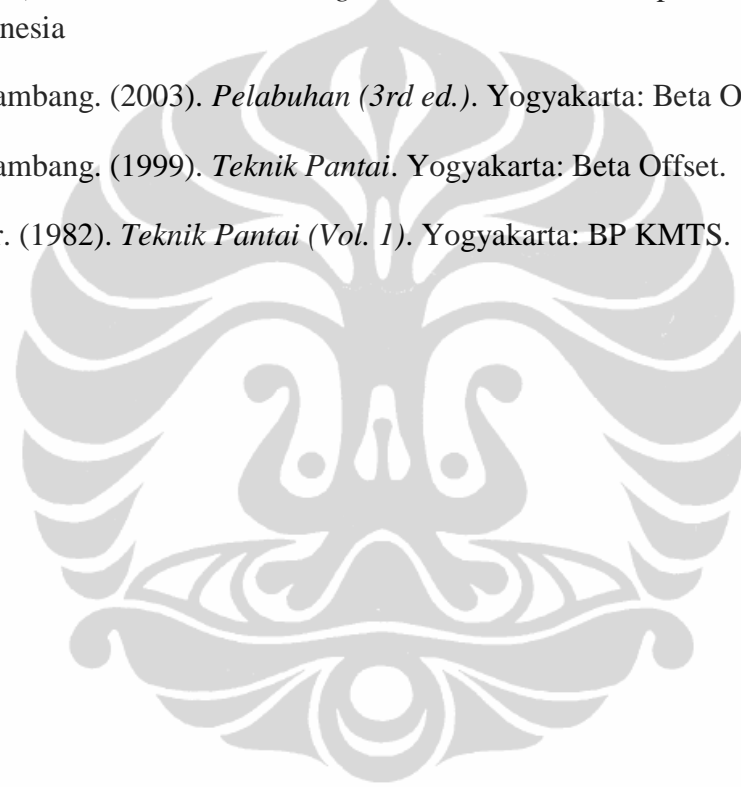 nesia
ambang. (2003). Pelabuhan (3rd ed.). Yogyakarta: Beta O
ambang. (1999). Teknik Pantai. Yogyakarta: Beta Offset.
r. (1982). Teknik Pantai (Vol. 1). Yogyakarta: BP KMTS.